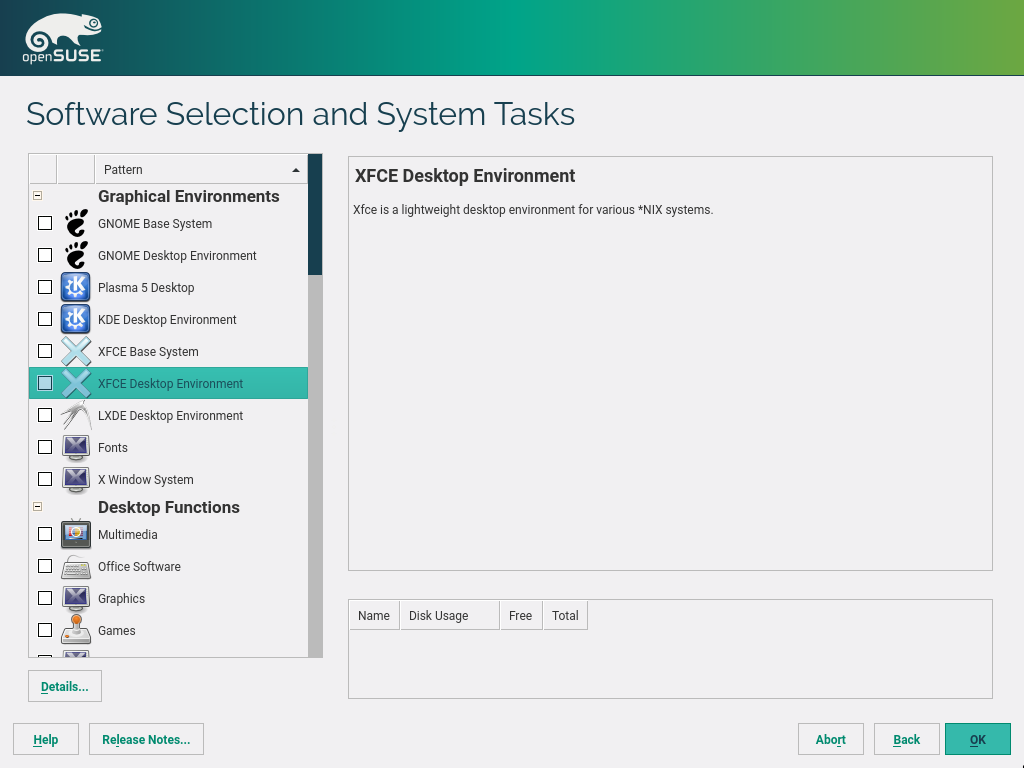 openSUSE
Software Selection and System Tasks
Pattern
Graphical Environments
GNOME Base System
GNOME Desktop Environment
Plasma 5 Desktop
KDE Desktop Environment
XFCE Base System
XFCE Desktop Environment
LXDE Desktop Environment
Fonts
X Window System
Desktop Functions
Multimedia
Office Software
Graphics
Games
Details...
XFCE Desktop Environment
Xfce is a lightweight desktop environment for various *NIX systems.
Name Disk Usage Free Total
Help Release Notes... Abort Back OK